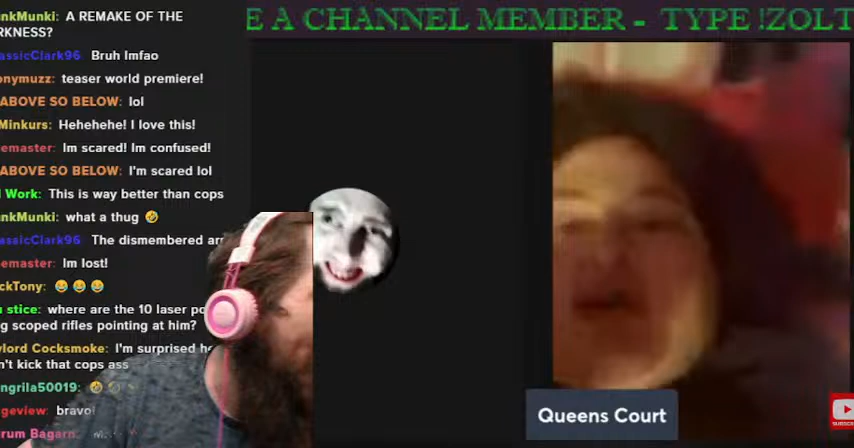 E A CHANNEL MEMBER - TYPE !ZOLT
nkMunki: A REMAKE OF THE
RKNESS?
assicClark96 Bruh lmfao
onymuzz: teaser world premiere!
ABOVE SO BELOW: lol
Minkurs: Hehehehe! I love this!
emaster: Im scared! Im confused!
ABOVE SO BELOW: I'm scared lol
Work: This is way better than cops
nkMunki: what a thug 🤣
assicClark96 The dismembered ar
emaster: Im lost!
ckTony: 😂 😂 😂
stice: where are the 10 laser po
g scoped rifles pointing at him?
lord Cocksmoke: I'm surprised he
n't kick that cops ass
ngrila50019: 🤣
geview: bravo!
rum Bagarn
Queens Court